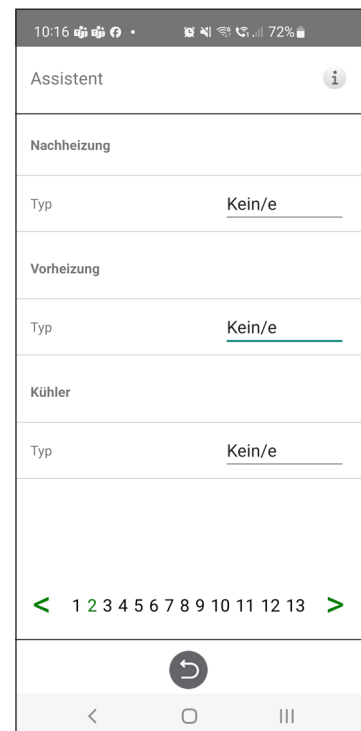 10:16 72%
Assistent i
Nachheizung
Typ Kein/e
Vorheizung
Typ Kein/e
Kühler
Typ Kein/e
< 1 2 3 4 5 6 7 8 9 10 11 12 13 >